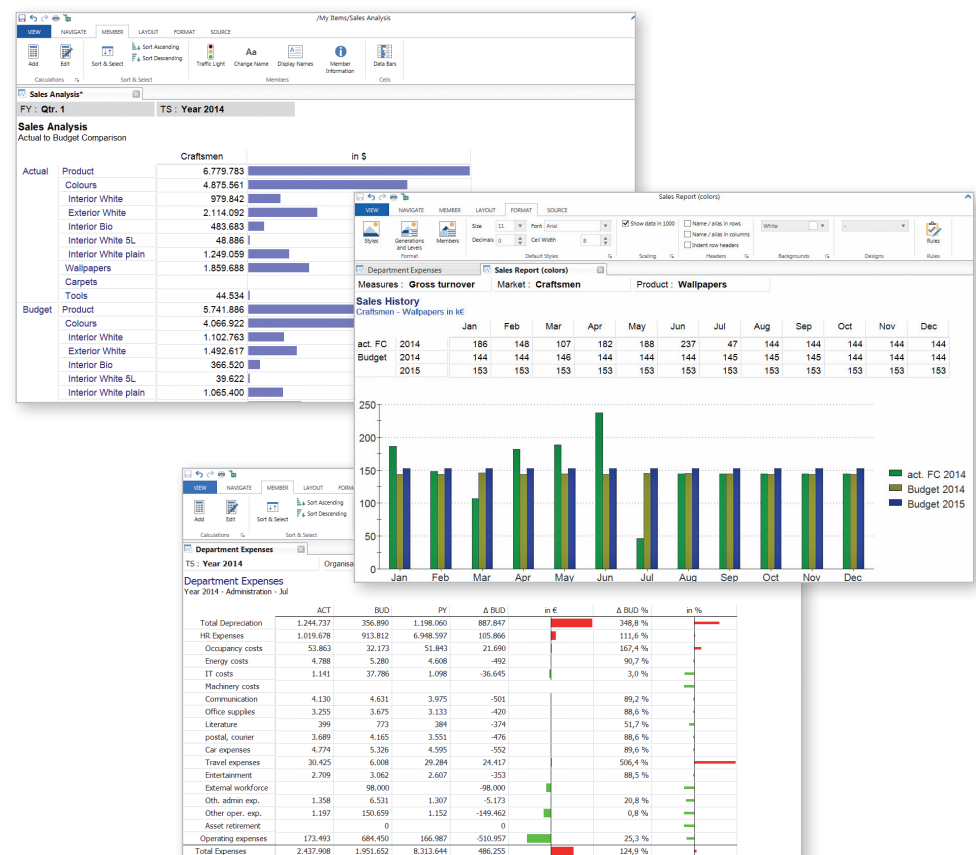 /My Items/Sales Analysis
VIEW NAVIGATE MEMBER LAYOUT FORMAT SOURCE
Add Edit Sort & Select Sort Ascending Sort Descending Traffic Light Change Name Display Names Member Information Data Bars
Calculations Sort & Select Members Cells
Sales Analysis*
FY : Qtr. 1 TS : Year 2014
Sales Analysis
Actual to Budget Comparison
Craftsmen in $
Actual Product 6.779.783
Colours 4.875.561
Interior White 979.842
Exterior White 2.114.092
Interior Bio 483.683
Interior White 5L 48.886
Interior White plain 1.249.059
Wallpapers 1.859.688
Carpets
Tools 44.534
Budget Product 5.741.886
Colours 4.066.922
Interior White 1.102.763
Exterior White 1.492.617
Interior Bio 366.520
Interior White 5L 39.622
Interior White plain 1.065.400
Sales Report (colors)
VIEW NAVIGATE MEMBER LAYOUT FORMAT SOURCE
Styles Generations and Levels Members
Size 11 Font Arial
Decimals 0 Cell Width 8
Show data in 1000
Name / alias in rows
Name / alias in columns
Indent row headers
White - Rules
Format Default Styles Scaling Headers Backgrounds Designs Rules
Department Expenses Sales Report (colors)
Measures : Gross turnover Market : Craftsmen Product : Wallpapers
Sales History
Craftsmen - Wallpapers in k€
Jan Feb Mar Apr May Jun Jul Aug Sep Oct Nov Dec
act. FC 2014 186 148 107 182 188 237 47 144 144 144 144 144
Budget 2014 144 144 146 144 144 144 145 145 145 144 144 144
2015 153 153 153 153 153 153 153 153 153 153 153 153
250
200
150
100
50
0
Jan Feb Mar Apr May Jun Jul Aug Sep Oct Nov Dec
act. FC 2014
Budget 2014
Budget 2015
VIEW NAVIGATE MEMBER LAYOUT
Add Edit Sort & Select Sort Ascending Sort Descending
Calculations Sort & Select
Department Expenses
TS : Year 2014
Department Expenses
Year 2014 - Administration - Jul
ACT BUD PY Δ BUD in € Δ BUD % in %
Total Depreciation 1.244.737 356.890 1.198.060 887.847 348,8 %
HR Expenses 1.019.678 913.812 6.948.597 105.866 111,6 %
Occupancy costs 53.863 32.173 51.843 21.690 167,4 %
Energy costs 4.788 5.280 4.608 -492 90,7 %
IT costs 1.141 37.786 1.098 -36.645 3,0 %
Machinery costs
Communication 4.130 4.631 3.975 -501 89,2 %
Office supplies 3.255 3.675 3.133 -420 88,6 %
Literature 399 773 384 -374 51,7 %
postal, courier 3.689 4.165 3.551 -476 88,6 %
Car expenses 4.774 5.326 4.595 -552 89,6 %
Travel expenses 30.425 6.008 29.284 24.417 506,4 %
Entertainment 2.709 3.062 2.607 -353 88,5 %
External workforce 98.000 -98.000
Oth. admin exp. 1.358 6.531 1.307 -5.173 20,8 %
Other oper. exp. 1.197 150.659 1.152 -149.462 0,8 %
Asset retirement 0 0
Operating expenses 173.493 684.450 166.987 -510.957 25,3 %
Total Expenses 2.437.908 1.951.652 8.313.644 486.255 124,9 %